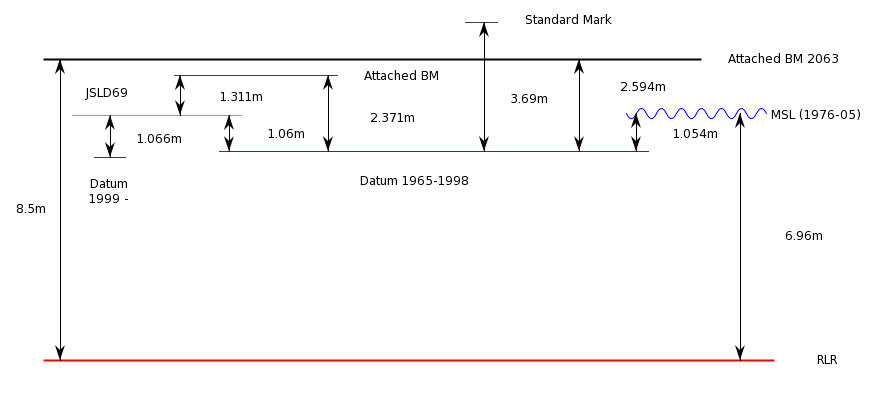 Standard Mark
Attached BM 2063
Attached BM
JSLD69
1.311m
3.69m
2.594m
MSL (1976-05)
2.371m
1.066m
1.06m
1.054m
Datum
1999 -
Datum 1965-1998
8.5m
6.96m
RLR